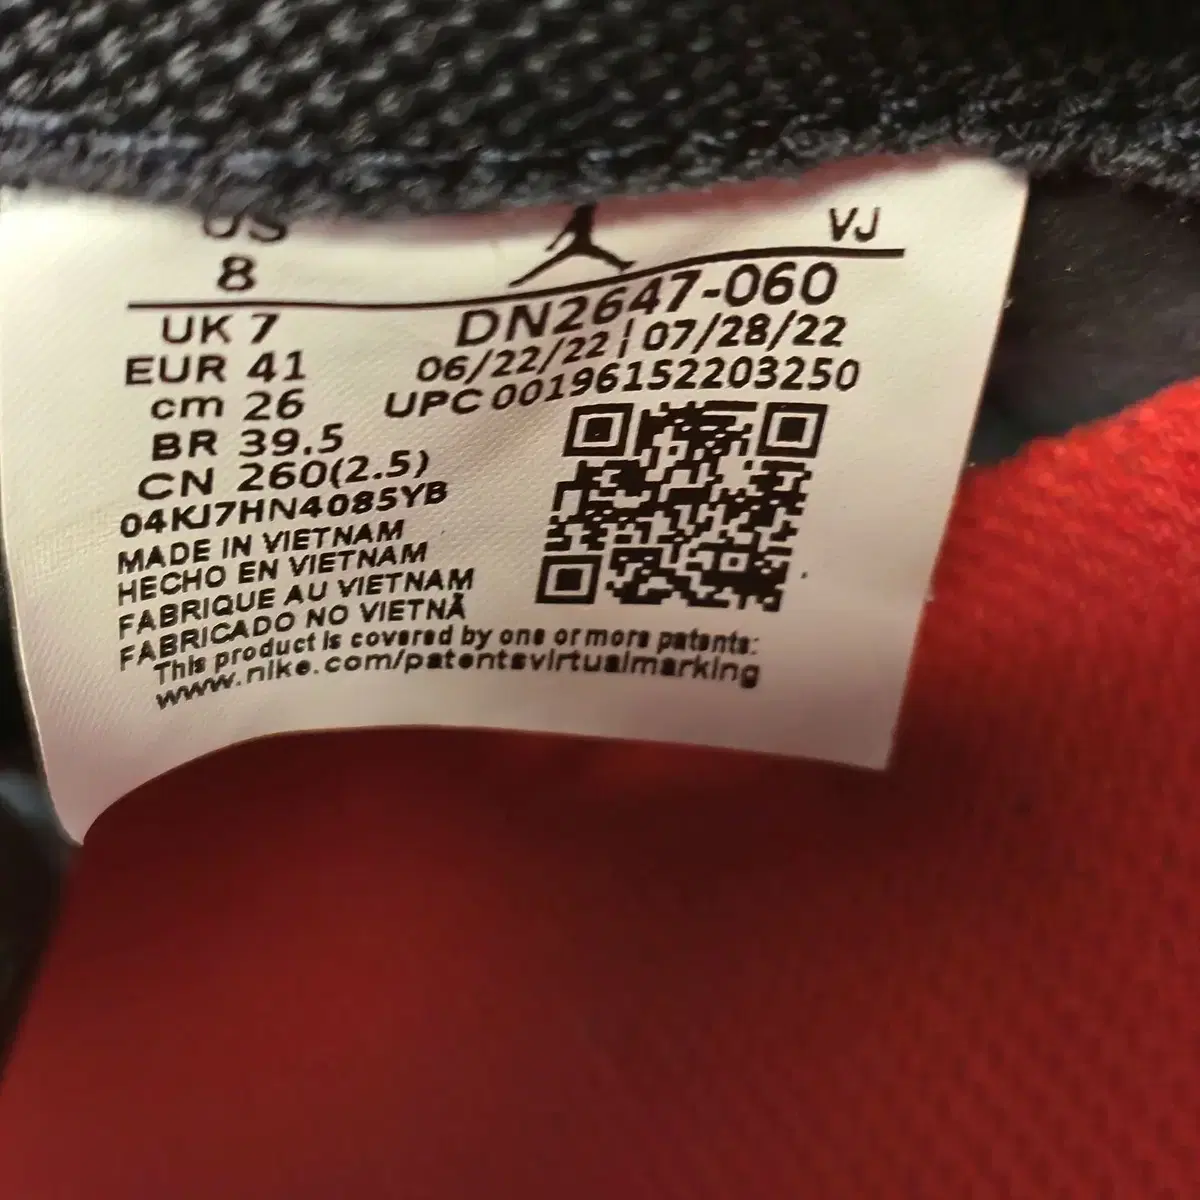 US
8
VJ
UK 7
EUR 41
cm 26
BR 39.5
CN 260(2.5)
04KJ7HN4085YB
DN2647-060
06/22/22 | 07/28/22
UPC 00196152203250
MADE IN VIETNAM
HECHO EN VIETNAM
FABRIQUE AU VIETNAM
FABRICADO NO VIETNÃ
This product is covered by one or more patents:
www.nike.com/patentsvirtualmarking